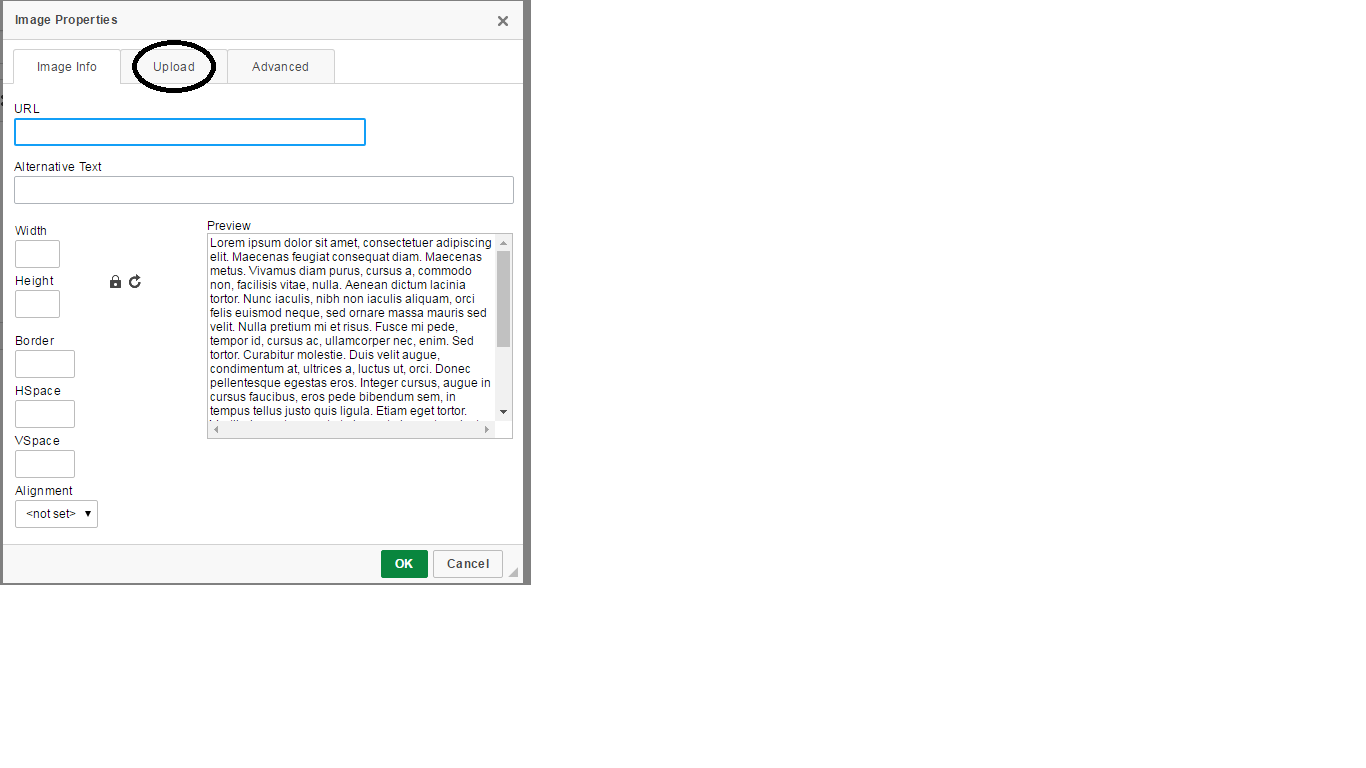 Image Properties
Image Info
Upload
Advanced
URL
Alternative Text
Width
Height
Border
HSpace
VSpace
Alignment
<not set>
Preview
Lorem ipsum dolor sit amet, consectetuer adipiscing
elit. Maecenas feugiat consequat diam. Maecenas
metus. Vivamus diam purus, cursus a, commodo
non, facilisis vitae, nulla. Aenean dictum lacinia
tortor. Nunc iaculis, nibh non iaculis aliquam, orci
felis euismod neque, sed ornare massa mauris sed
velit. Nulla pretium mi et risus. Fusce mi pede,
tempor id, cursus ac, ullamcorper nec, enim. Sed
tortor. Curabitur molestie. Duis velit augue,
condimentum at, ultrices a, luctus ut, orci. Donec
pellentesque egestas eros. Integer cursus, augue in
cursus faucibus, eros pede bibendum sem, in
tempus tellus justo quis ligula. Etiam eget tortor.
OK
Cancel